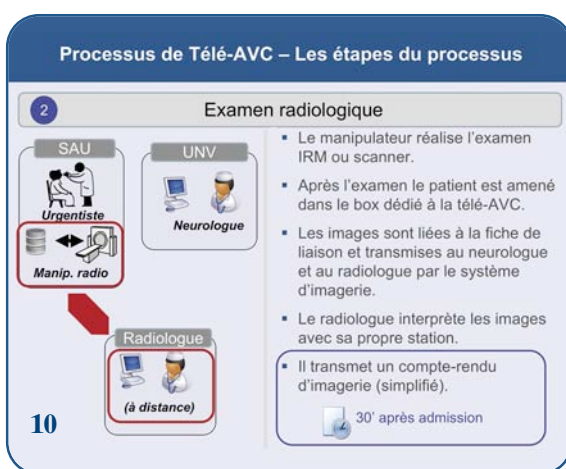 Processus de Télé-AVC – Les étapes du processus
2
Examen radiologique
SAU
Urgentiste
Manip. radio
UNV
Neurologue
Radiologue
(à distance)
10
▪ Le manipulateur réalise l'examen
IRM ou scanner.
▪ Après l'examen le patient est amené
dans le box dédié à la télé-AVC.
▪ Les images sont liées à la fiche de
liaison et transmises au neurologue
et au radiologue par le système
d'imagerie.
▪ Le radiologue interprète les images
avec sa propre station.
▪ Il transmet un compte-rendu
d'imagerie (simplifié).
30' après admission